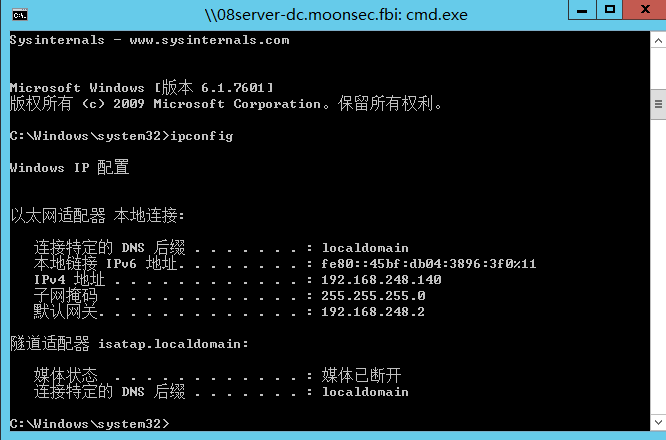 \\08server-dc.moonsec.fbi: cmd.exe
Sysinternals - www.sysinternals.com
Microsoft Windows [版本 6.1.7601]
版权所有 (c) 2009 Microsoft Corporation。保留所有权利。
C:\Windows\system32>ipconfig
Windows IP 配置
以太网适配器 本地连接:
连接特定的 DNS 后缀 . . . . . . . : localdomain
本地链接 IPv6 地址. . . . . . . . : fe80::45bf:db04:3896:3f0%11
IPv4 地址 . . . . . . . . . . . . : 192.168.248.140
子网掩码  . . . . . . . . . . . . : 255.255.255.0
默认网关. . . . . . . . . . . . . : 192.168.248.2
隧道适配器 isatap.localdomain:
媒体状态  . . . . . . . . . . . . : 媒体已断开
连接特定的 DNS 后缀 . . . . . . . : localdomain
C:\Windows\system32>